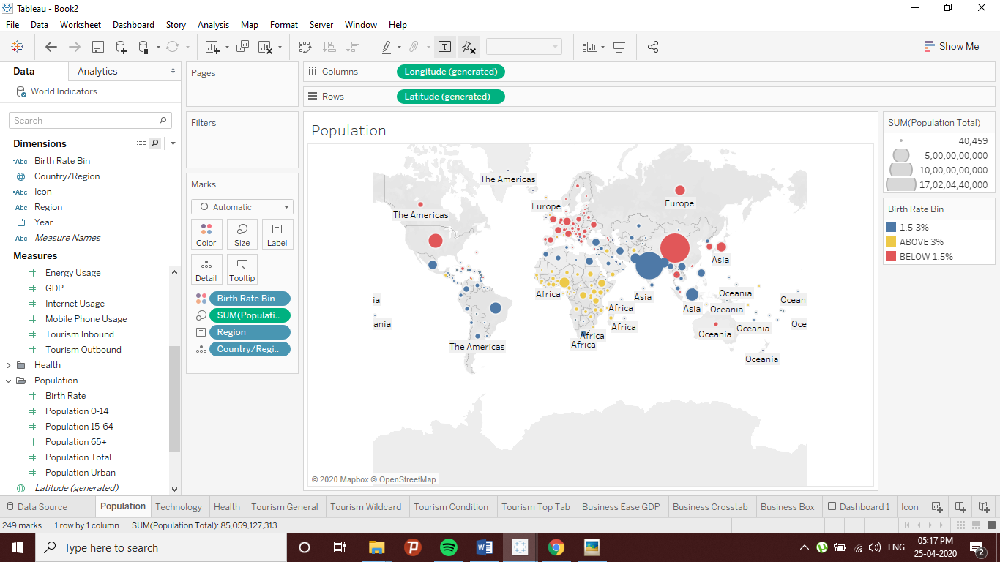 Tableau - Book2
File Data Worksheet Dashboard Story Analysis Map Format Server Window Help
Show Me
Data Analytics
World Indicators
Search
Dimensions
=Abc Birth Rate Bin
Country/Region
=Abc Icon
Abc Region
Year
Abc Measure Names
Measures
Energy Usage
GDP
Internet Usage
Mobile Phone Usage
Tourism Inbound
Tourism Outbound
Health
Population
Birth Rate
Population 0-14
Population 15-64
Population 65+
Population Total
Population Urban
Latitude (generated)
Pages
Filters
Marks
Automatic
Color Size Label
Detail Tooltip
Birth Rate Bin
SUM(Populati..
Region
Country/Regi..
Columns Longitude (generated)
Rows Latitude (generated)
Population
The Americas
Europe
Europe
The Americas
Asia
Africa
Asia
Oceania
Oceani
ia
Africa
Asia
Oceania
ania
Africa
Oceania
Oce
Africa
Oceania
Africa
The Americas
Oceania
© 2020 Mapbox © OpenStreetMap
SUM(Population Total)
40,459
5,00,00,00,000
10,00,00,00,000
17,02,04,40,000
Birth Rate Bin
1.5-3%
ABOVE 3%
BELOW 1.5%
Data Source Population Technology Health Tourism General Tourism Wildcard Tourism Condition Tourism Top Tab Business Ease GDP Business Crosstab Business Box Dashboard 1 Icon
249 marks 1 row by 1 column SUM(Population Total): 85,059,127,313
Type here to search
ENG
05:17 PM
25-04-2020
2